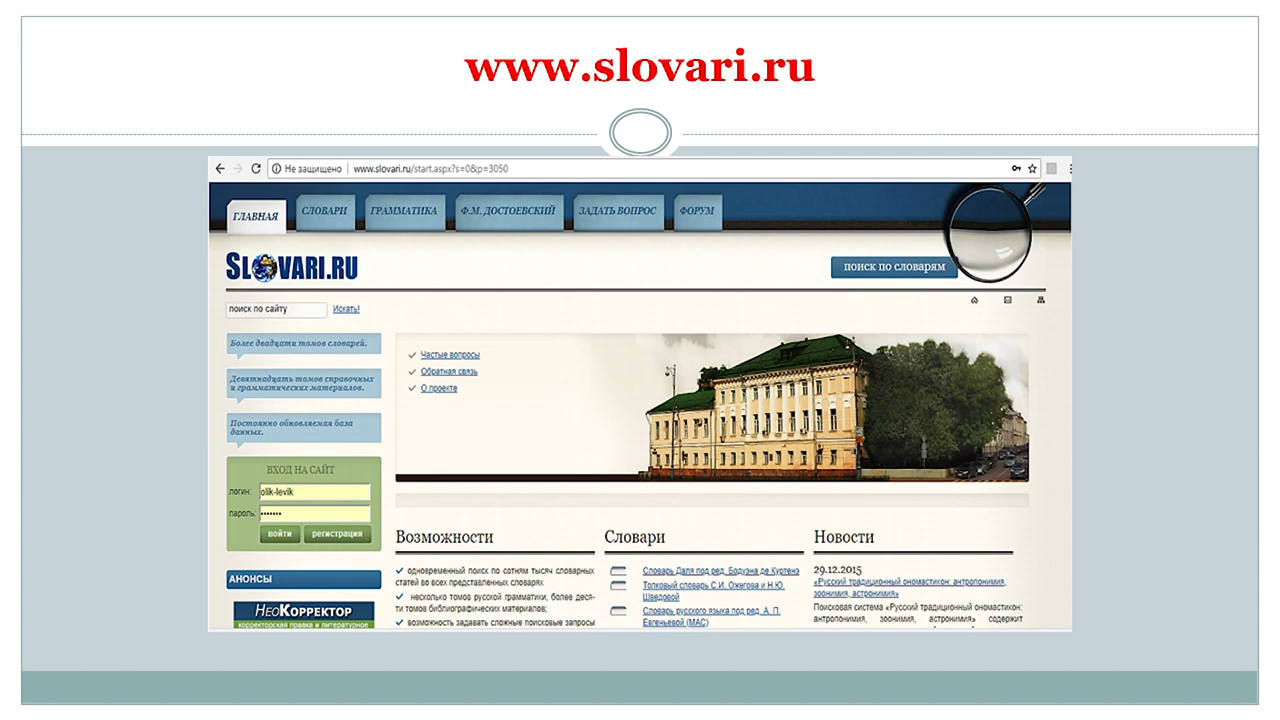 www.slovari.ru
Не защищено | www.slovari.ru/start.aspx?s=0&p=3050
ГЛАВНАЯ
СЛОВАРИ
ГРАММАТИКА
Ф.М. ДОСТОЕВСКИЙ
ЗАДАТЬ ВОПРОС
ФОРУМ
SLOVARI.RU
поиск по словарям
поиск по сайту Искать!
Более двадцати томов словарей.
Девятнадцать томов справочных
и грамматических материалов.
Постоянно обновляемая база
данных.
Частые вопросы
Обратная связь
О проекте
ВХОД НА САЙТ
логин: olik-levik
пароль: •••••••
войти регистрация
АНОНСЫ
НЕОКОРРЕКТОР
корректорская правка и литературное
Возможности
одновременный поиск по сотням тысяч словарных
статей во всех представленных словарях
несколько томов русской грамматики, более деся-
ти томов библиографических материалов;
возможность задавать сложные поисковые запросы
Словари
Словарь Даля под ред. Бодуэна де Куртенэ
Толковый словарь С.И. Ожегова и Н.Ю.
Шведовой
Словарь русского языка под ред. А. П.
Евгеньевой (МАС)
Новости
29.12.2015
«Русский традиционный ономастикон: антропонимия,
зоонимия, астронимия»
Поисковая система «Русский традиционный ономастикон:
антропонимия, зоонимия, астронимия» содержит